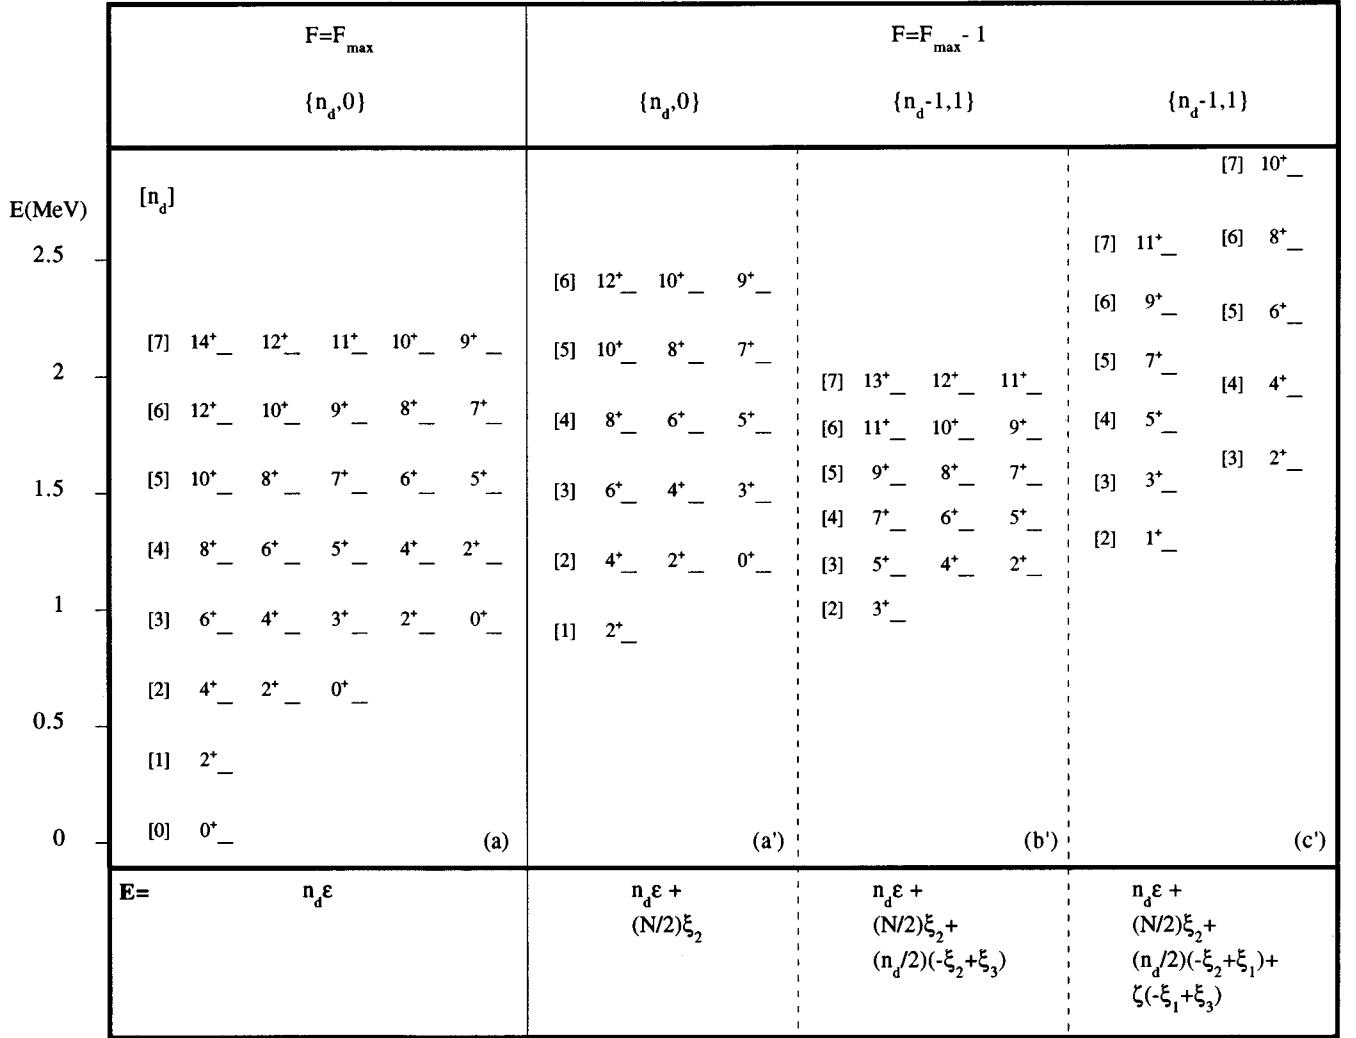 F=F_max F=F_max - 1
{n_d,0} {n_d,0} {n_d-1,1} {n_d-1,1}
[7] 10⁺
[n_d]
E(MeV)
2.5 [7] 11⁺ [6] 8⁺
[6] 12⁺ 10⁺ 9⁺
[6] 9⁺ [5] 6⁺
[7] 14⁺ 12⁺ 11⁺ 10⁺ 9⁺ [5] 10⁺ 8⁺ 7⁺ [5] 7⁺
2 [7] 13⁺ 12⁺ 11⁺ [4] 4⁺
[6] 12⁺ 10⁺ 9⁺ 8⁺ 7⁺ [4] 8⁺ 6⁺ 5⁺ [6] 11⁺ 10⁺ 9⁺ [4] 5⁺
[3] 2⁺
1.5 [5] 10⁺ 8⁺ 7⁺ 6⁺ 5⁺ [3] 6⁺ 4⁺ 3⁺ [5] 9⁺ 8⁺ 7⁺ [3] 3⁺
[4] 7⁺ 6⁺ 5⁺
[2] 1⁺
[4] 8⁺ 6⁺ 5⁺ 4⁺ 2⁺ [2] 4⁺ 2⁺ 0⁺ [3] 5⁺ 4⁺ 2⁺
1 [3] 6⁺ 4⁺ 3⁺ 2⁺ 0⁺ [1] 2⁺ [2] 3⁺
[2] 4⁺ 2⁺ 0⁺
0.5
[1] 2⁺
0 [0] 0⁺ (a) (a') (b') (c')
E= n_dε n_dε + n_dε + n_dε +
(N/2)ξ₂ (N/2)ξ₂+ (N/2)ξ₂+
(n_d/2)(-ξ₂+ξ₃) (n_d/2)(-ξ₂+ξ₁)+
ζ(-ξ₁+ξ₃)